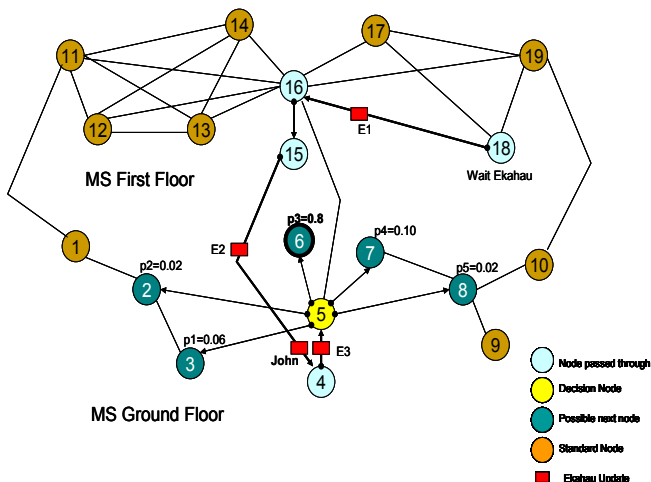 14
17
11
19
16
E1
12
13
18
15
Wait Ekahau
MS First Floor
p3=0.8
p4=0.10
1
E2
6
7
p2=0.02
p5=0.02
10
2
8
5
p1=0.06
9
3
John
E3
4
MS Ground Floor
Node passed through
Decision Node
Possible next node
Standard Node
Ekahau Update